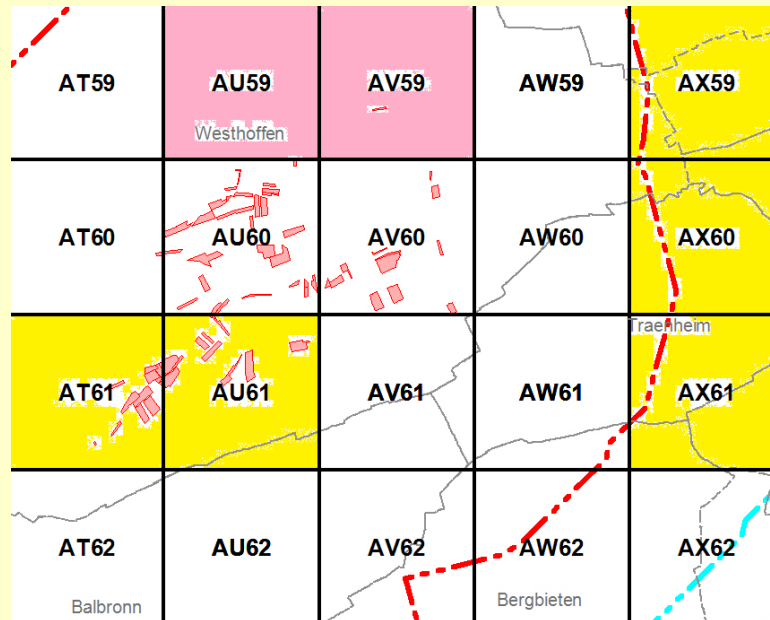 AT59 AU59 AV59 AW59 AX59
Westhoffen
AT60 AU60 AV60 AW60 AX60
Traenheim
AT61 AU61 AV61 AW61 AX61
AT62 AU62 AV62 AW62 AX62
Balbronn Bergbieten